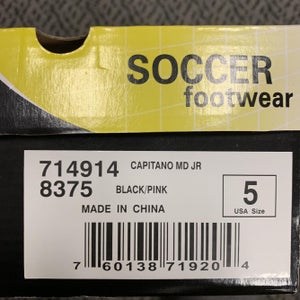 SOCCER
footwear
714914 CAPITANO MD JR
8375 BLACK/PINK
MADE IN CHINA
5
USA Size
7 60138 71920 4